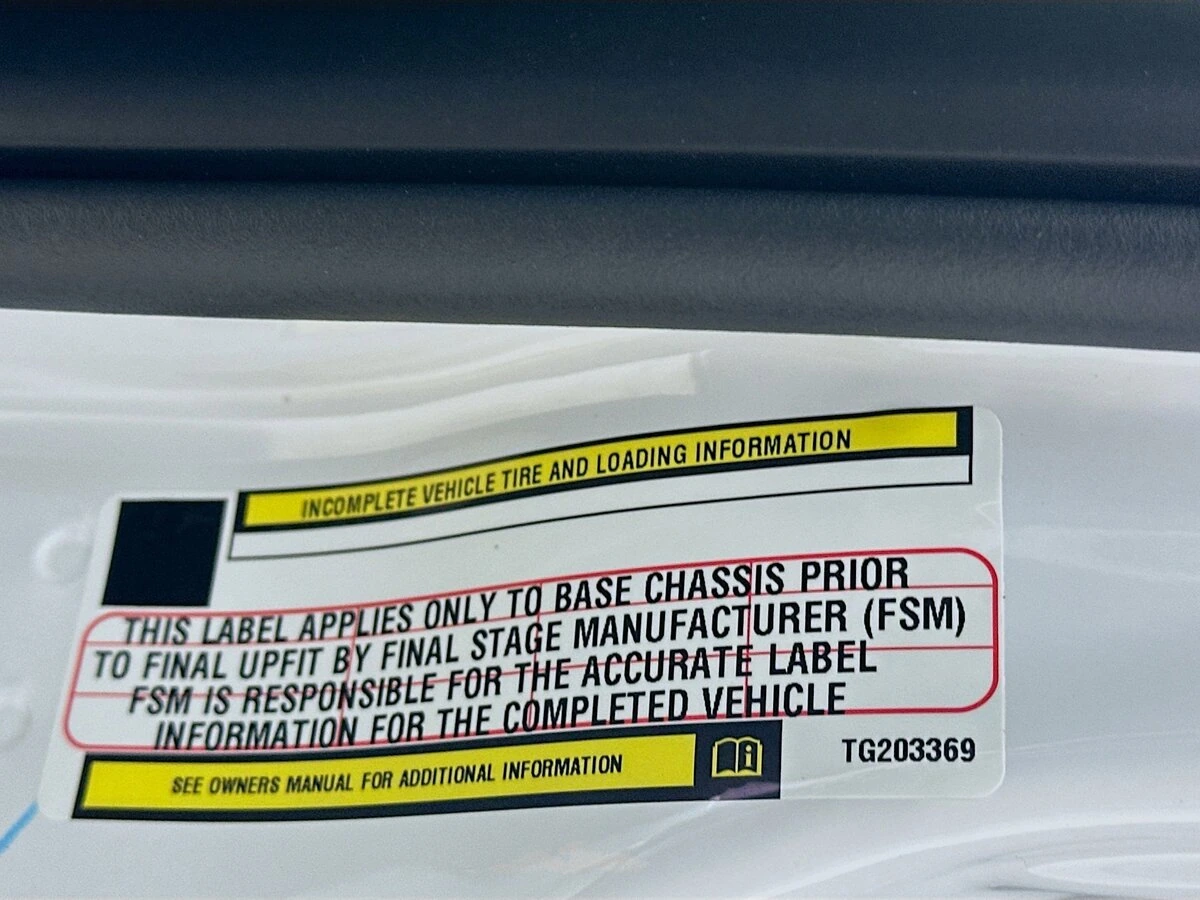 INCOMPLETE VEHICLE TIRE AND LOADING INFORMATION
THIS LABEL APPLIES ONLY TO BASE CHASSIS PRIOR
TO FINAL UPFIT BY FINAL STAGE MANUFACTURER (FSM)
FSM IS RESPONSIBLE FOR THE ACCURATE LABEL
INFORMATION FOR THE COMPLETED VEHICLE
SEE OWNERS MANUAL FOR ADDITIONAL INFORMATION
TG203369